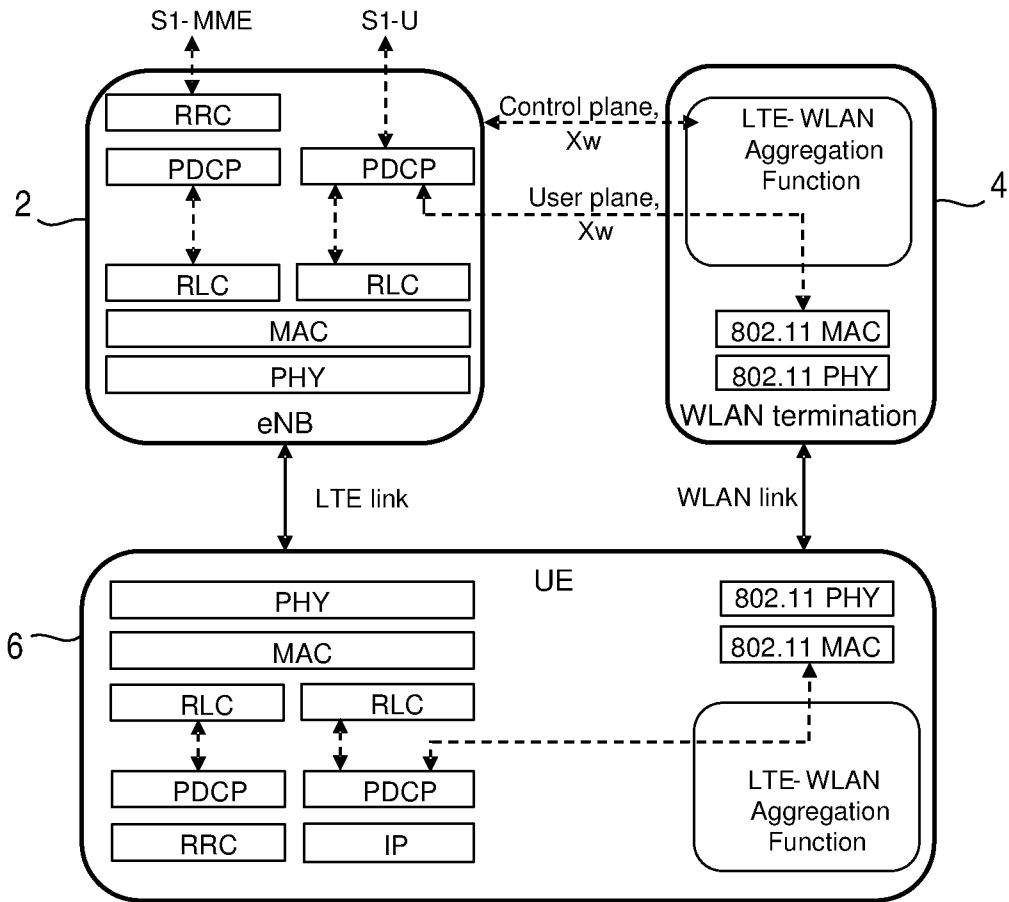 S1-MME
S1-U
RRC
PDCP
PDCP
RLC
RLC
MAC
PHY
eNB
2
Control plane,
Xw
User plane,
Xw
LTE-WLAN
Aggregation
Function
4
802.11 MAC
802.11 PHY
WLAN termination
LTE link
WLAN link
UE
6
PHY
MAC
RLC
RLC
PDCP
PDCP
RRC
IP
802.11 PHY
802.11 MAC
LTE-WLAN
Aggregation
Function